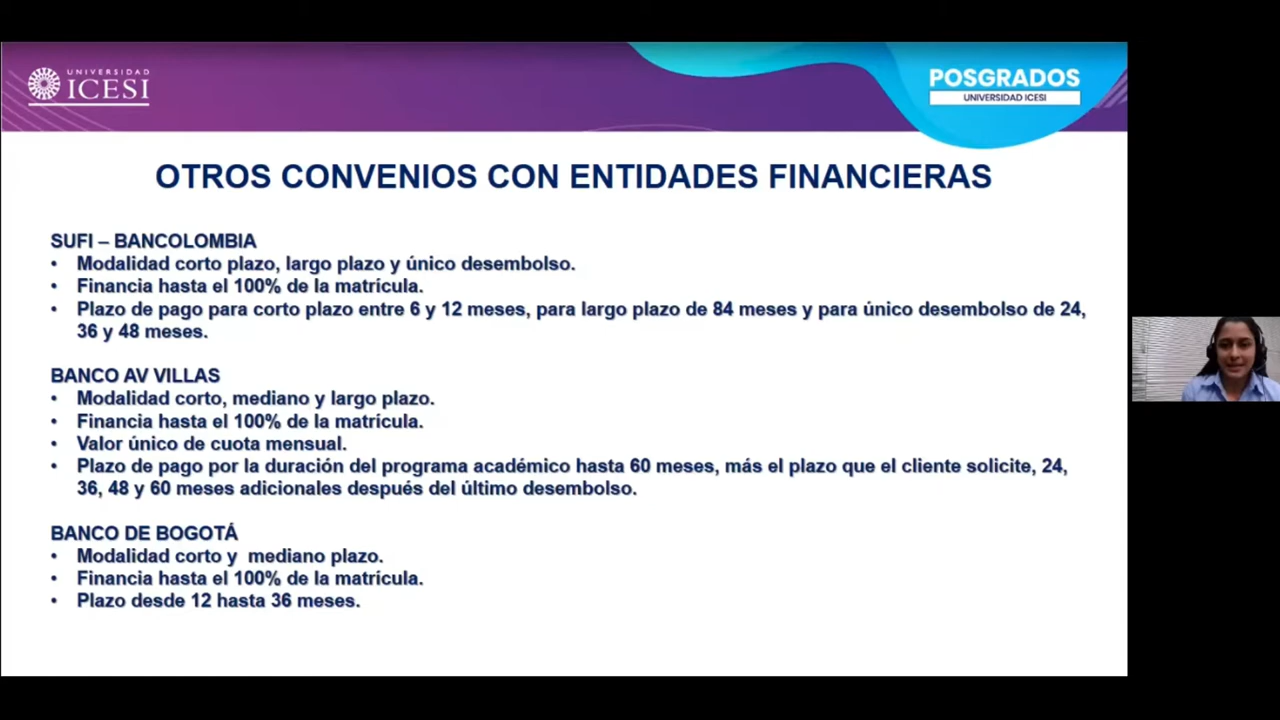 UNIVERSIDAD
ICESI
POSGRADOS
UNIVERSIDAD ICESI
OTROS CONVENIOS CON ENTIDADES FINANCIERAS
SUFI – BANCOLOMBIA
• Modalidad corto plazo, largo plazo y único desembolso.
• Financia hasta el 100% de la matrícula.
• Plazo de pago para corto plazo entre 6 y 12 meses, para largo plazo de 84 meses y para único desembolso de 24,
36 y 48 meses.
BANCO AV VILLAS
• Modalidad corto, mediano y largo plazo.
• Financia hasta el 100% de la matrícula.
• Valor único de cuota mensual.
• Plazo de pago por la duración del programa académico hasta 60 meses, más el plazo que el cliente solicite, 24,
36, 48 y 60 meses adicionales después del último desembolso.
BANCO DE BOGOTÁ
• Modalidad corto y  mediano plazo.
• Financia hasta el 100% de la matrícula.
• Plazo desde 12 hasta 36 meses.